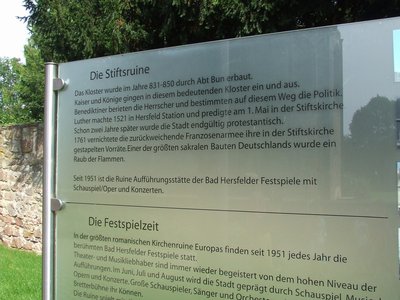 Die Stiftsruine
Das Kloster wurde im Jahre 831-850 durch Abt Bun erbaut.
Kaiser und Könige gingen in diesem bedeutenden Kloster ein und aus.
Benediktiner berieten die Herrscher und bestimmten auf diesem Weg die Politik.
Luther machte 1521 in Hersfeld Station und predigte am 1. Mai in der Stiftskirche.
Schon zwei Jahre später wurde die Stadt endgültig protestantisch.
1761 vernichtete die zurückweichende Franzosenarmee ihre in der Stiftskirche
gestapelten Vorräte. Einer der größten sakralen Bauten Deutschlands wurde ein
Raub der Flammen.
Seit 1951 ist die Ruine Aufführungsstätte der Bad Hersfelder Festspiele mit
Schauspiel/Oper und Konzerten.
Die Festspielzeit
In der größten romanischen Kirchenruine Europas finden seit 1951 jedes Jahr die
berühmten Bad Hersfelder Festspiele statt.
Theater- und Musikliebhaber sind immer wieder begeistert von dem hohen Niveau der
Aufführungen. Im Juni, Juli und August wird die Stadt geprägt durch Schauspiel, Musical,
Opern und Konzerte. Große Schauspieler, Sänger und Orchester
Bretterbühne ihr Können.
Die Ruine